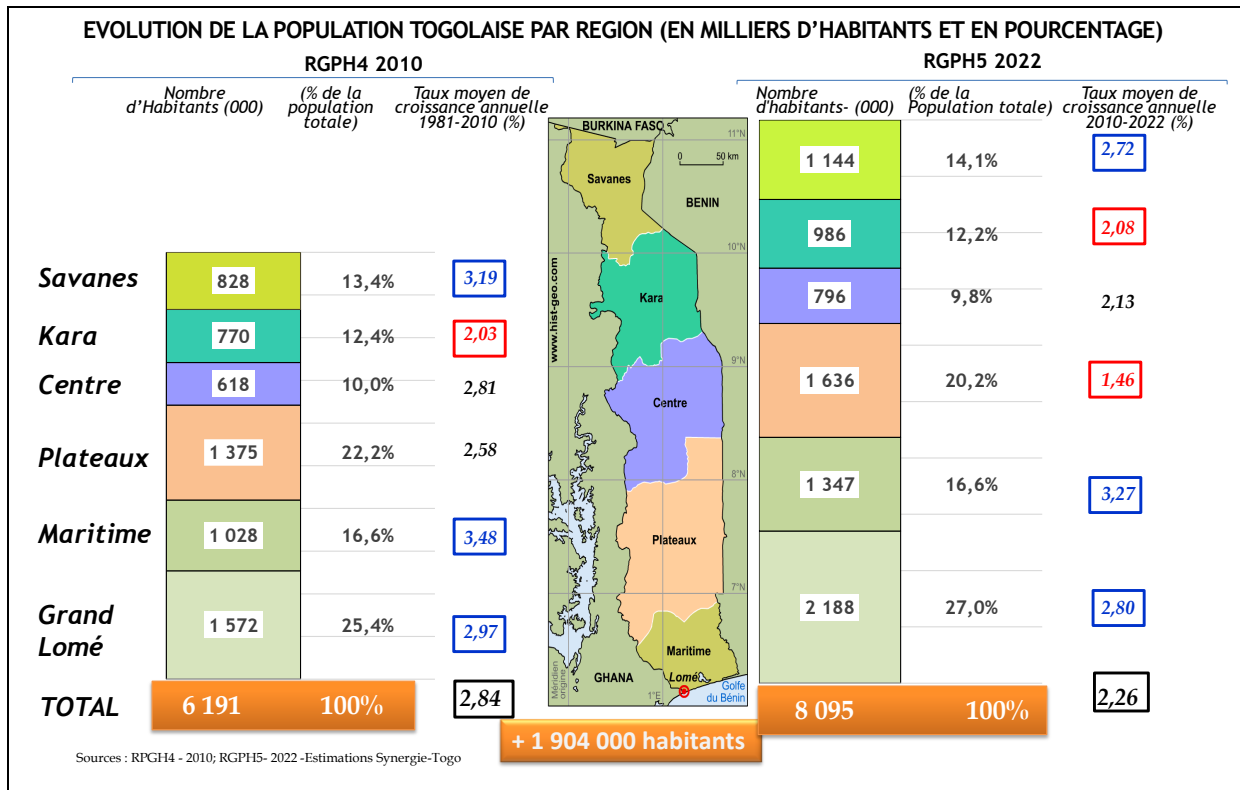 EVOLUTION DE LA POPULATION TOGOLAISE PAR REGION (EN MILLIERS D'HABITANTS ET EN POURCENTAGE)
RGPH4 2010
Nombre
d'Habitants (000)
(% de la
population
totale)
Taux moyen de
croissance annuelle
1981-2010 (%)
Savanes
828
13,4%
3,19
Kara
770
12,4%
2,03
Centre
618
10,0%
2,81
Plateaux
1 375
22,2%
2,58
Maritime
1 028
16,6%
3,48
Grand
Lomé
1 572
25,4%
2,97
TOTAL
6 191
100%
2,84
BURKINA FASO
11°N
0 50 km
Savanes
BENIN
10°N
www.hist-geo.com
Kara
9°N
Centre
8°N
Plateaux
7°N
Maritime
Lomé
GHANA
Méridien
origine
1°E
Golfe
du Bénin
RGPH5 2022
Nombre
d'habitants- (000)
(% de la
Population totale)
Taux moyen de
croissance annuelle
2010-2022 (%)
1 144
14,1%
2,72
986
12,2%
2,08
796
9,8%
2,13
1 636
20,2%
1,46
1 347
16,6%
3,27
2 188
27,0%
2,80
8 095
100%
2,26
+ 1 904 000 habitants
Sources : RPGH4 - 2010; RGPH5- 2022 -Estimations Synergie-Togo